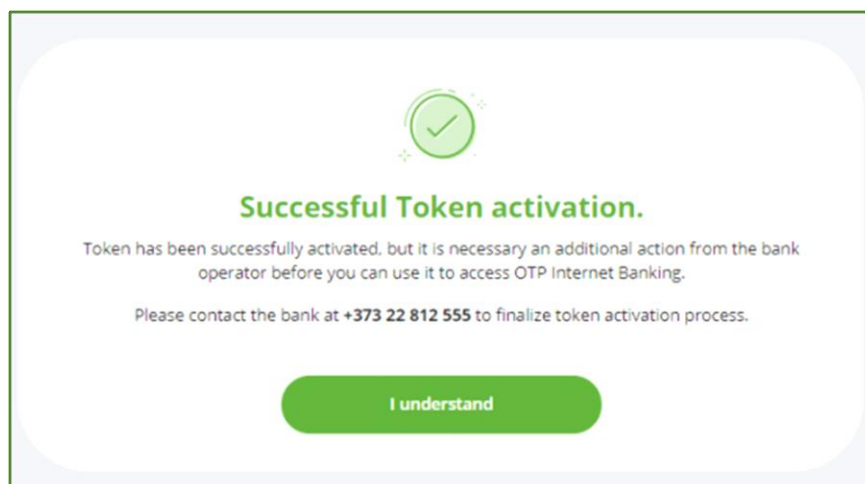 Successful Token activation.
Token has been successfully activated, but it is necessary an additional action from the bank
operator before you can use it to access OTP Internet Banking.
Please contact the bank at +373 22 812 555 to finalize token activation process.
I understand